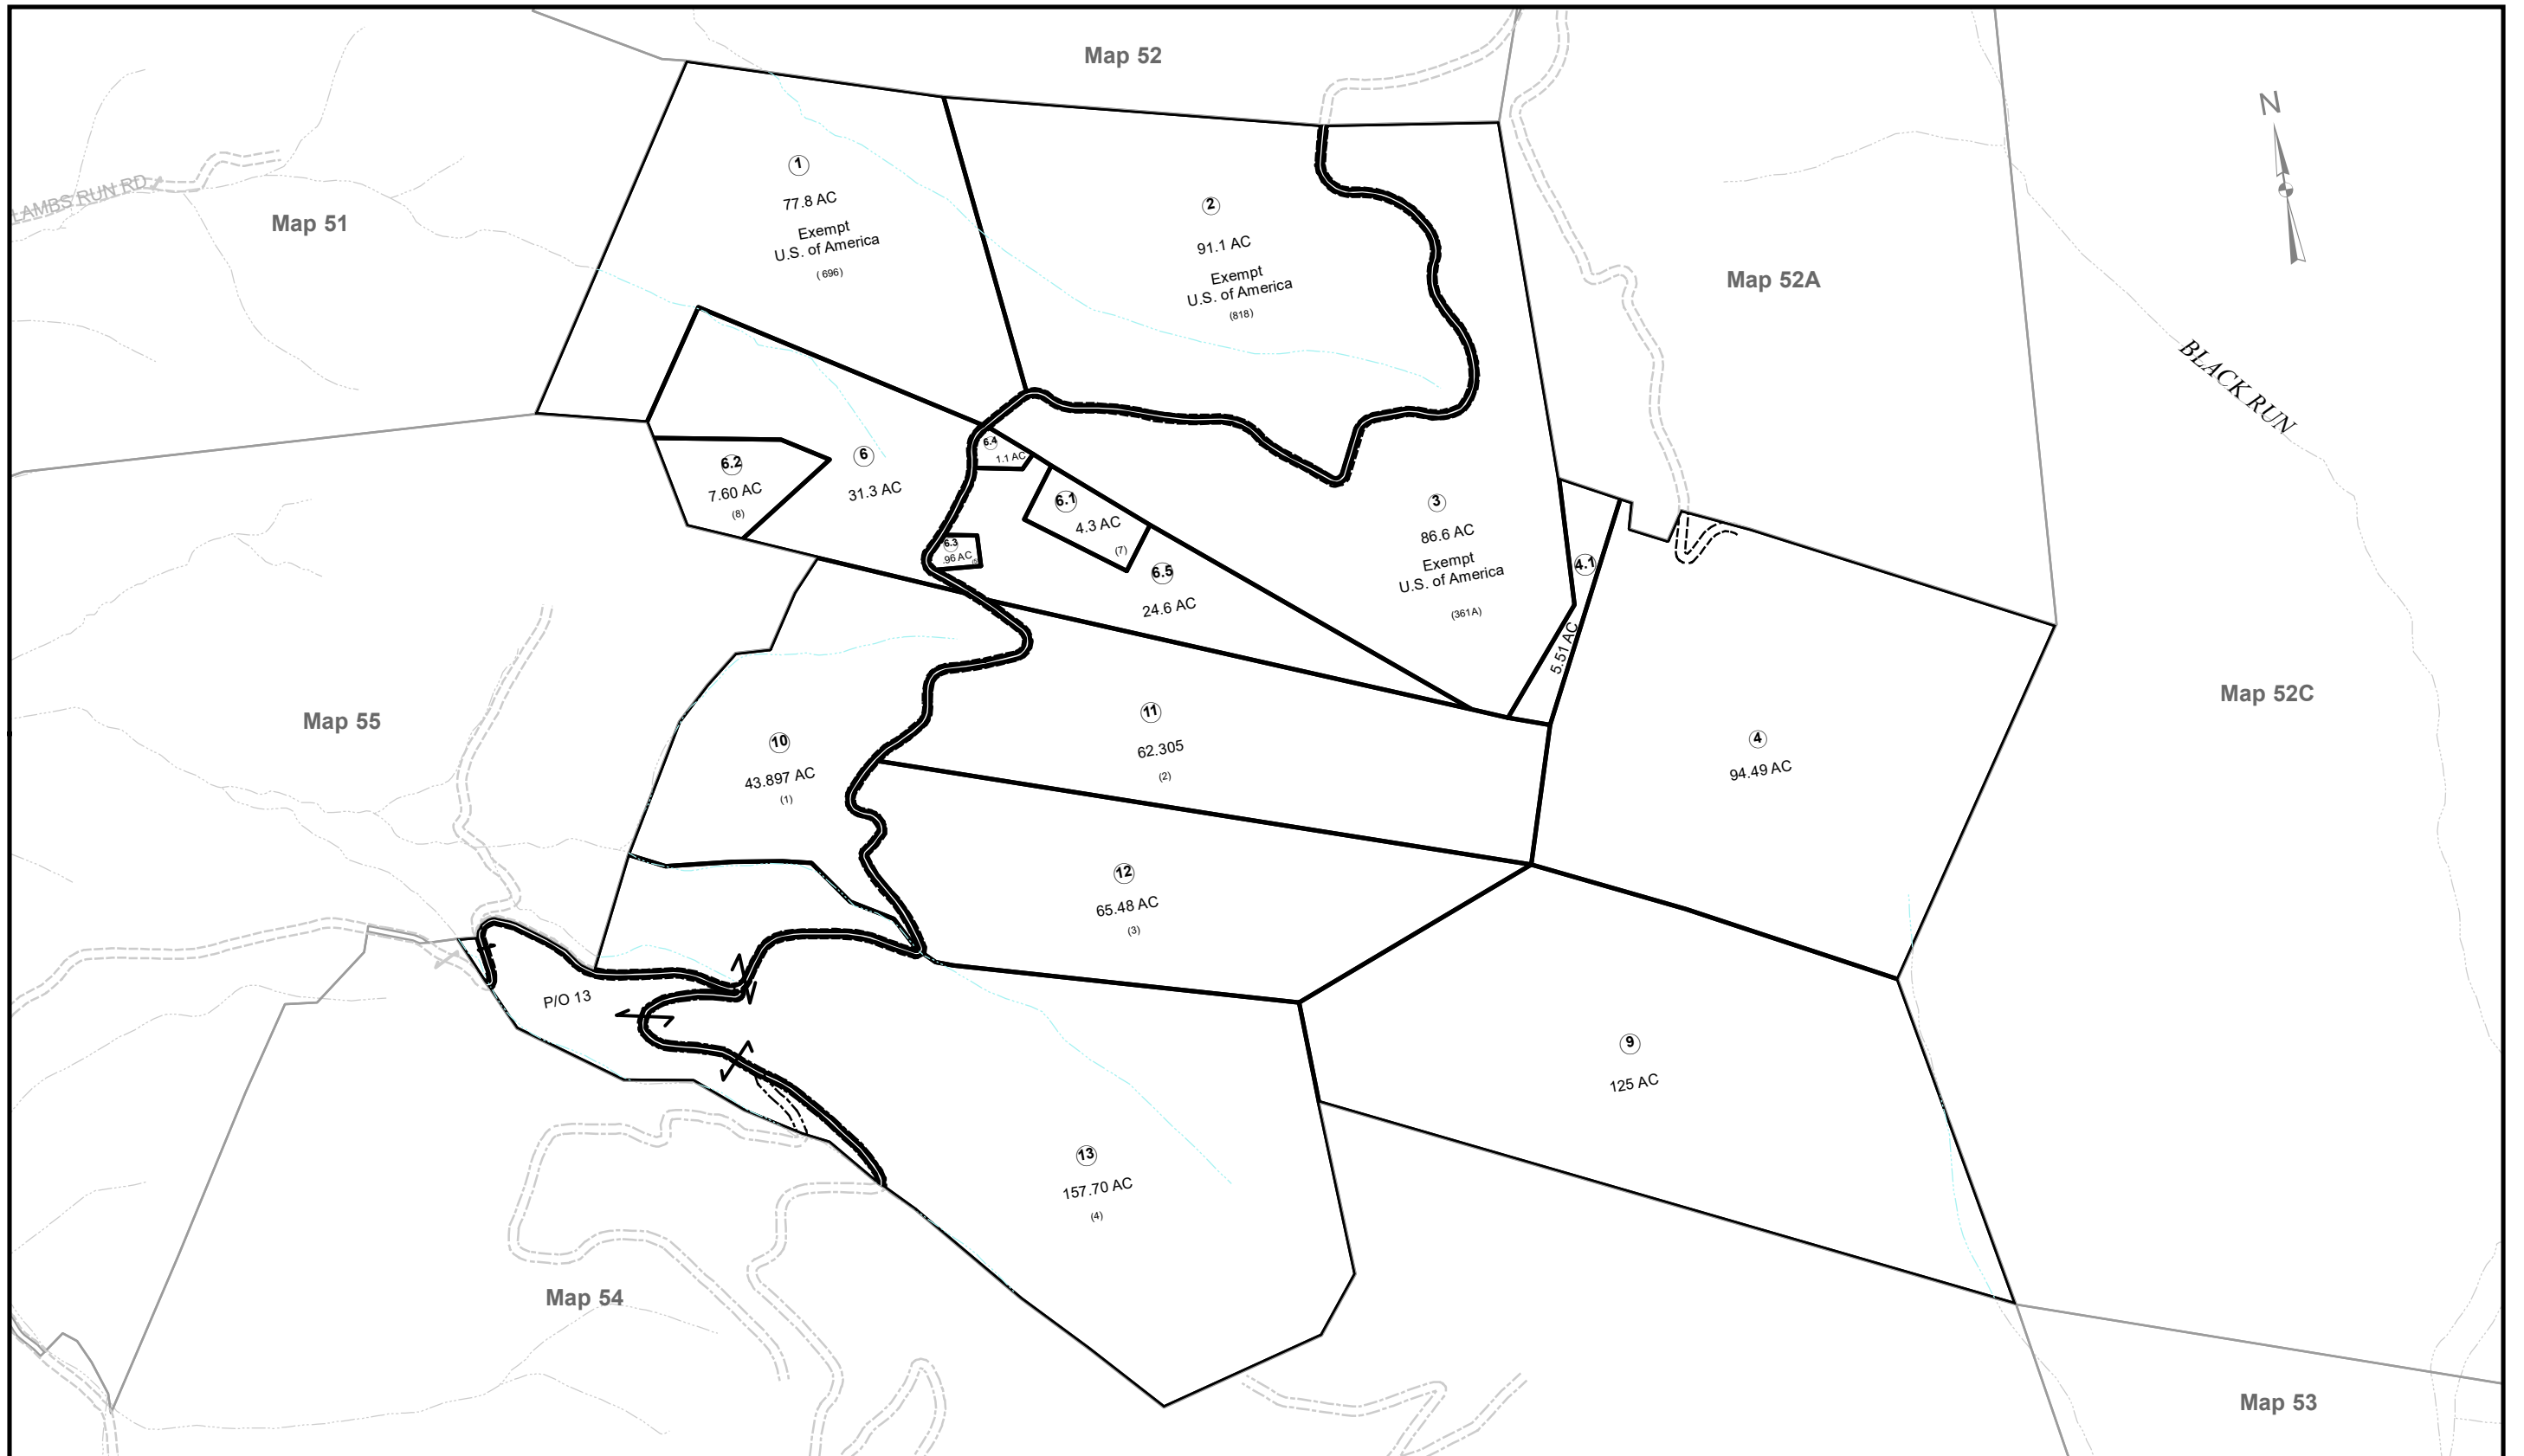 Map 52
N
1
77.8 AC
Exempt
U.S. of America
( 696)
LAMBS RUN RD
Map 51
2
91.1 AC
Exempt
U.S. of America
(818)
Map 52A
BLACK RUN
6.4
1.1 AC
6.2
7.60 AC
(8)
6
31.3 AC
6.1
4.3 AC
(7)
6.3
.96 AC
6.5
24.6 AC
3
86.6 AC
Exempt
U.S. of America
(361A)
4.1
5.51 AC
Map 52C
Map 55
10
43.897 AC
(1)
11
62.305
(2)
4
94.49 AC
12
65.48 AC
(3)
P/O 13
9
125 AC
13
157.70 AC
(4)
Map 54
Map 53